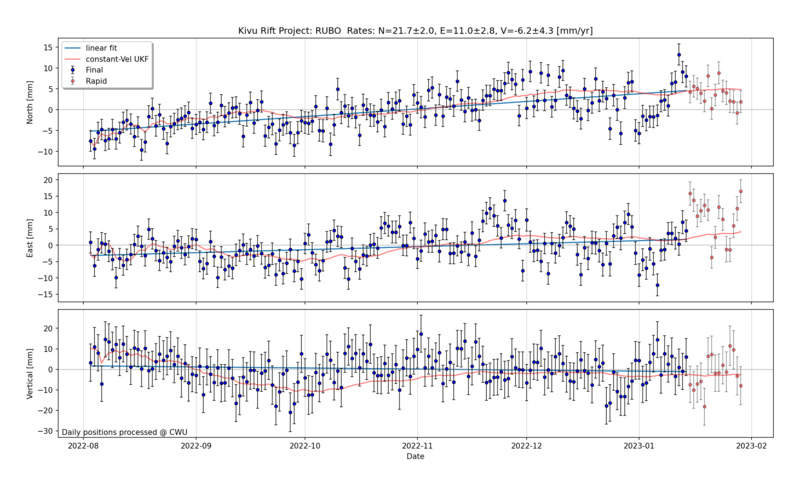 Kivu Rift Project: RUBO  Rates: N=21.7±2.0, E=11.0±2.8, V=-6.2±4.3 [mm/yr]
linear fit
constant-Vel UKF
Final
Rapid
North [mm]
15
10
5
0
−5
−10
East [mm]
20
15
10
5
0
−5
−10
−15
Vertical [mm]
20
10
0
−10
−20
−30
Daily positions processed @ CWU
2022-08
2022-09
2022-10
2022-11
2022-12
2023-01
2023-02
Date